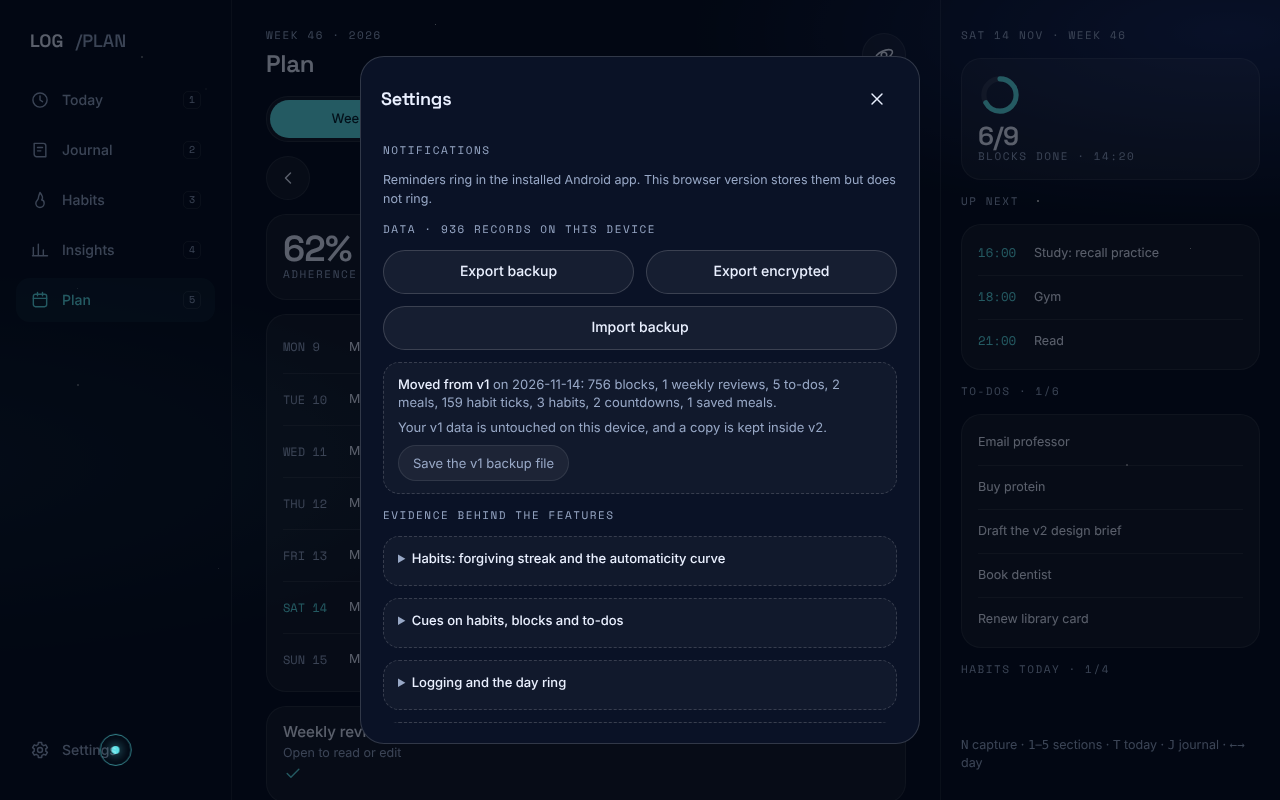 LOG /PLAN
Today 1
Journal 2
Habits 3
Insights 4
Plan 5
Settings
WEEK 46 · 2026
Plan
62%
ADHERENCE
MON 9
TUE 10
WED 11
THU 12
FRI 13
SAT 14
SUN 15
Open to read or edit
Settings
NOTIFICATIONS
Reminders ring in the installed Android app. This browser version stores them but does
not ring.
DATA · 936 RECORDS ON THIS DEVICE
Export backup
Export encrypted
Import backup
Moved from v1 on 2026-11-14: 756 blocks, 1 weekly reviews, 5 to-dos, 2
meals, 159 habit ticks, 3 habits, 2 countdowns, 1 saved meals.
Your v1 data is untouched on this device, and a copy is kept inside v2.
Save the v1 backup file
EVIDENCE BEHIND THE FEATURES
Habits: forgiving streak and the automaticity curve
Cues on habits, blocks and to-dos
Logging and the day ring
SAT 14 NOV · WEEK 46
6/9
BLOCKS DONE · 14:20
UP NEXT
16:00 Study: recall practice
18:00 Gym
21:00 Read
TO-DOS · 1/6
Email professor
Buy protein
Draft the v2 design brief
Book dentist
Renew library card
HABITS TODAY · 1/4
N capture · 1–5 sections · T today · J journal · ←→
day